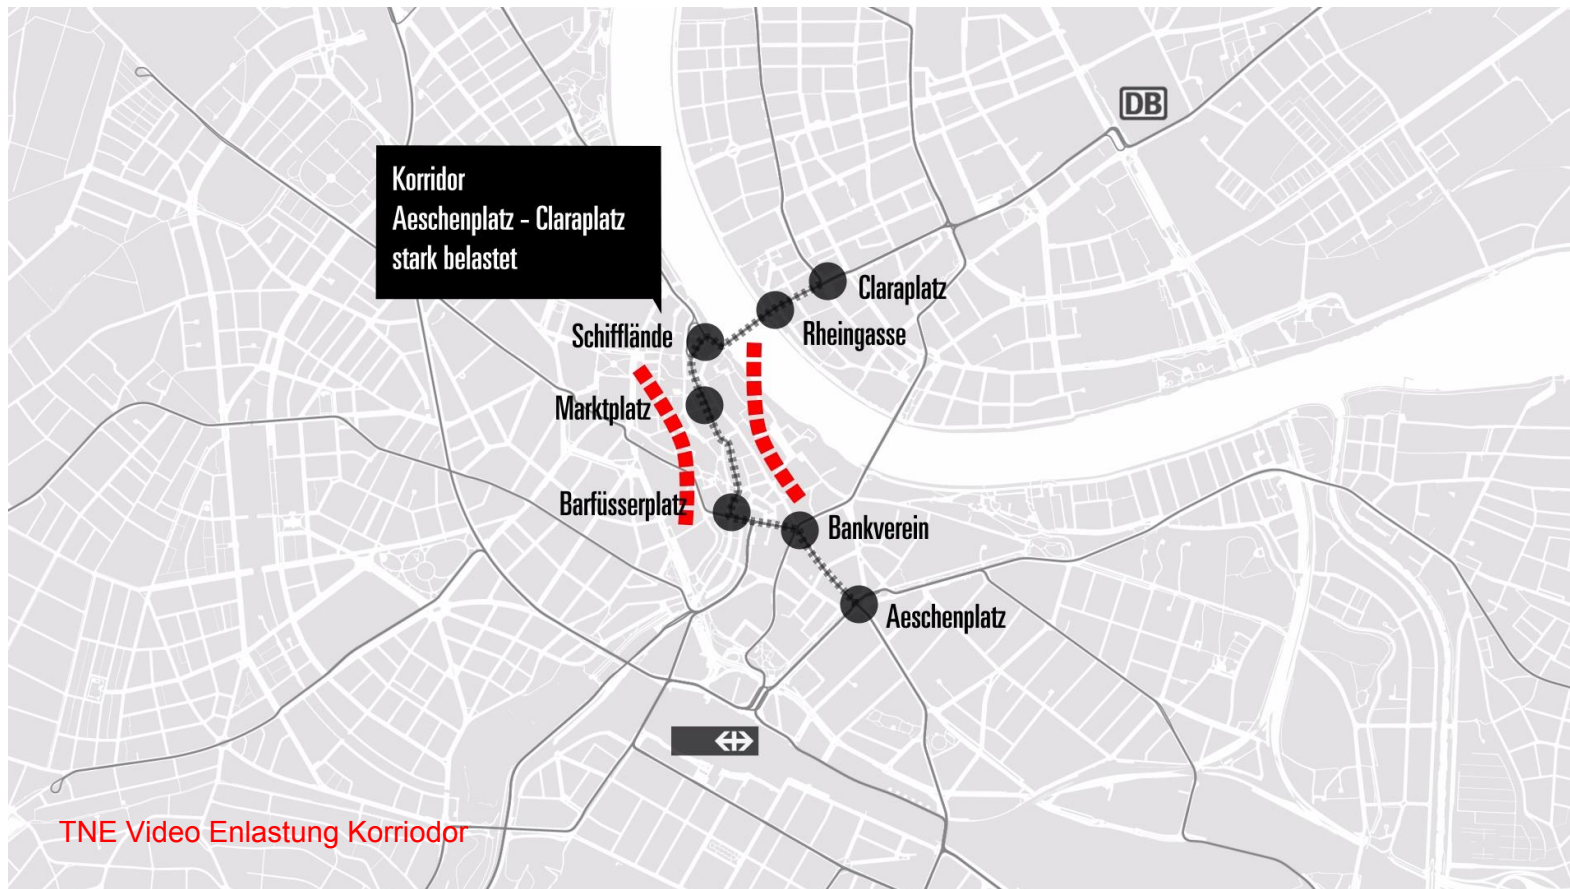 DB
Korridor
Aeschenplatz - Claraplatz
stark belastet
Claraplatz
Rheingasse
Schifflände
Marktplatz
Barfüsserplatz
Bankverein
Aeschenplatz
TNE Video Enlastung Korriodor